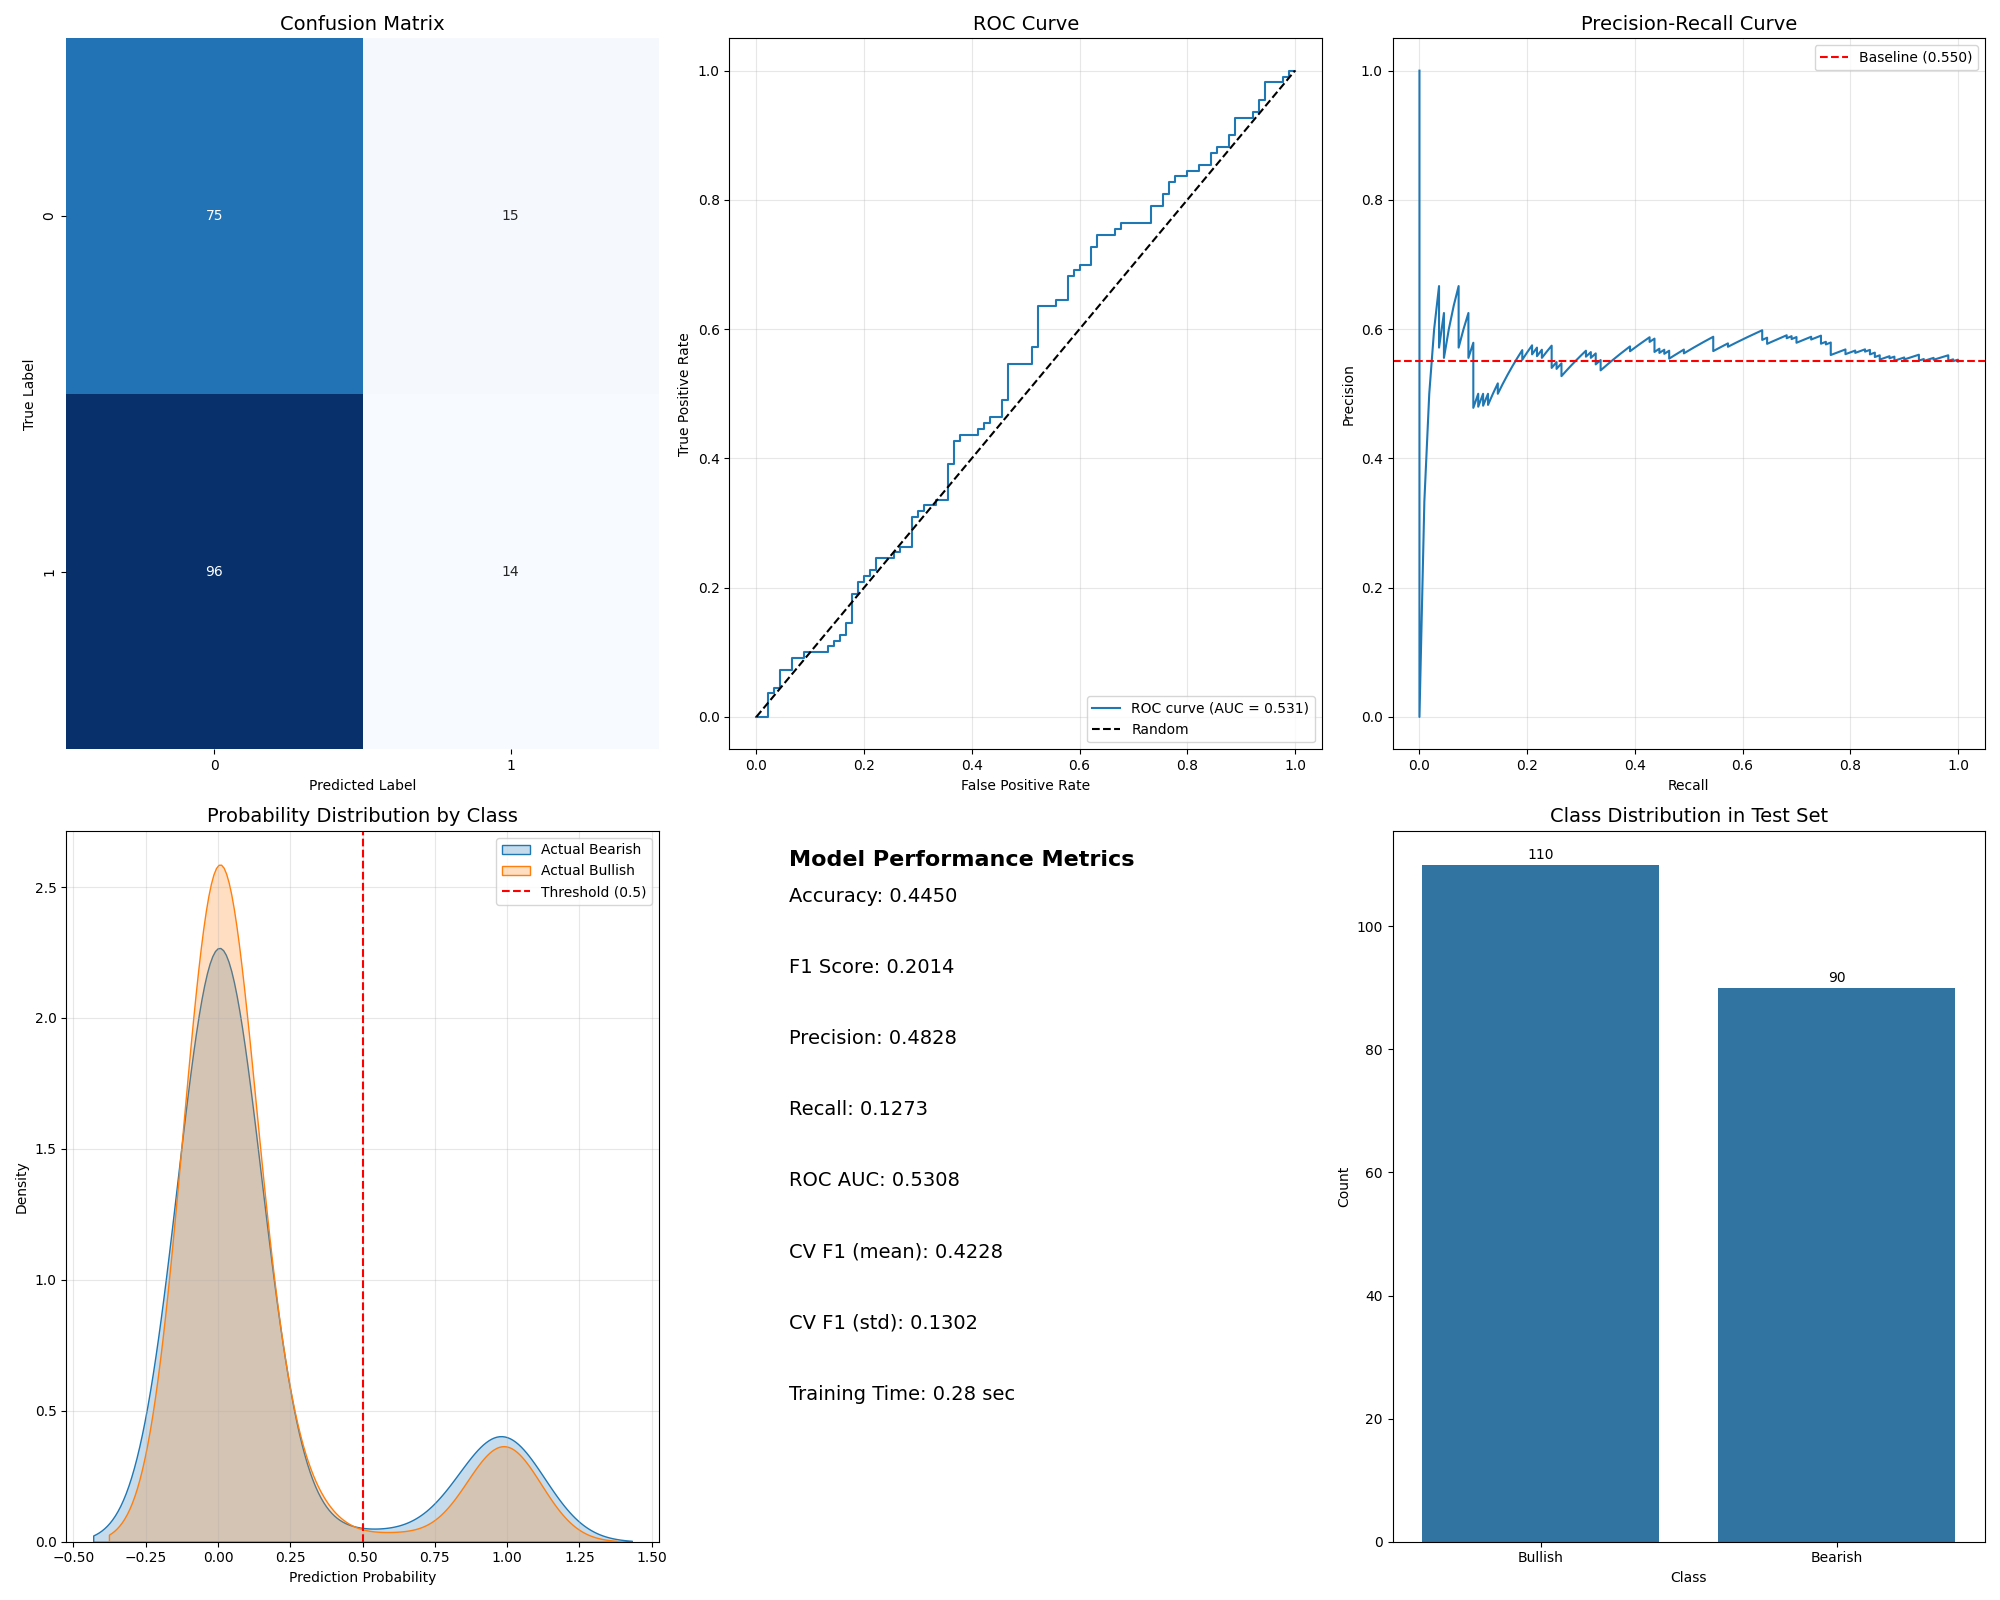 Confusion Matrix
75
15
96
14
0
1
True Label
0
1
Predicted Label
ROC Curve
1.0
0.8
0.6
0.4
0.2
0.0
True Positive Rate
ROC curve (AUC = 0.531)
Random
0.0
0.2
0.4
0.6
0.8
1.0
False Positive Rate
Precision-Recall Curve
Baseline (0.550)
1.0
0.8
0.6
0.4
0.2
0.0
Precision
0.0
0.2
0.4
0.6
0.8
1.0
Recall
Probability Distribution by Class
Actual Bearish
Actual Bullish
Threshold (0.5)
2.5
2.0
1.5
1.0
0.5
0.0
Density
−0.50
−0.25
0.00
0.25
0.50
0.75
1.00
1.25
1.50
Prediction Probability
Model Performance Metrics
Accuracy: 0.4450
F1 Score: 0.2014
Precision: 0.4828
Recall: 0.1273
ROC AUC: 0.5308
CV F1 (mean): 0.4228
CV F1 (std): 0.1302
Training Time: 0.28 sec
Class Distribution in Test Set
110
90
100
80
60
40
20
0
Count
Bullish
Bearish
Class